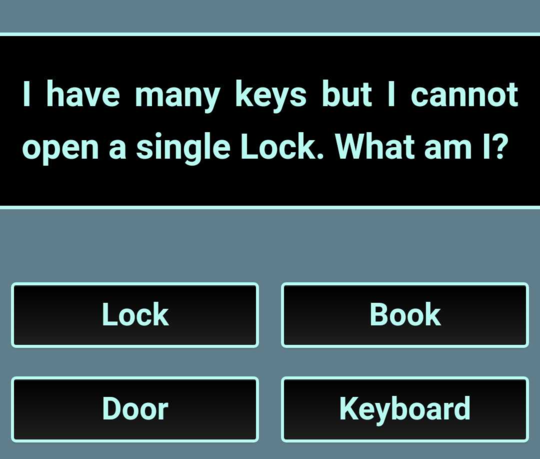 I have many keys but I cannot
open a single Lock. What am I?
Lock
Book
Door
Keyboard